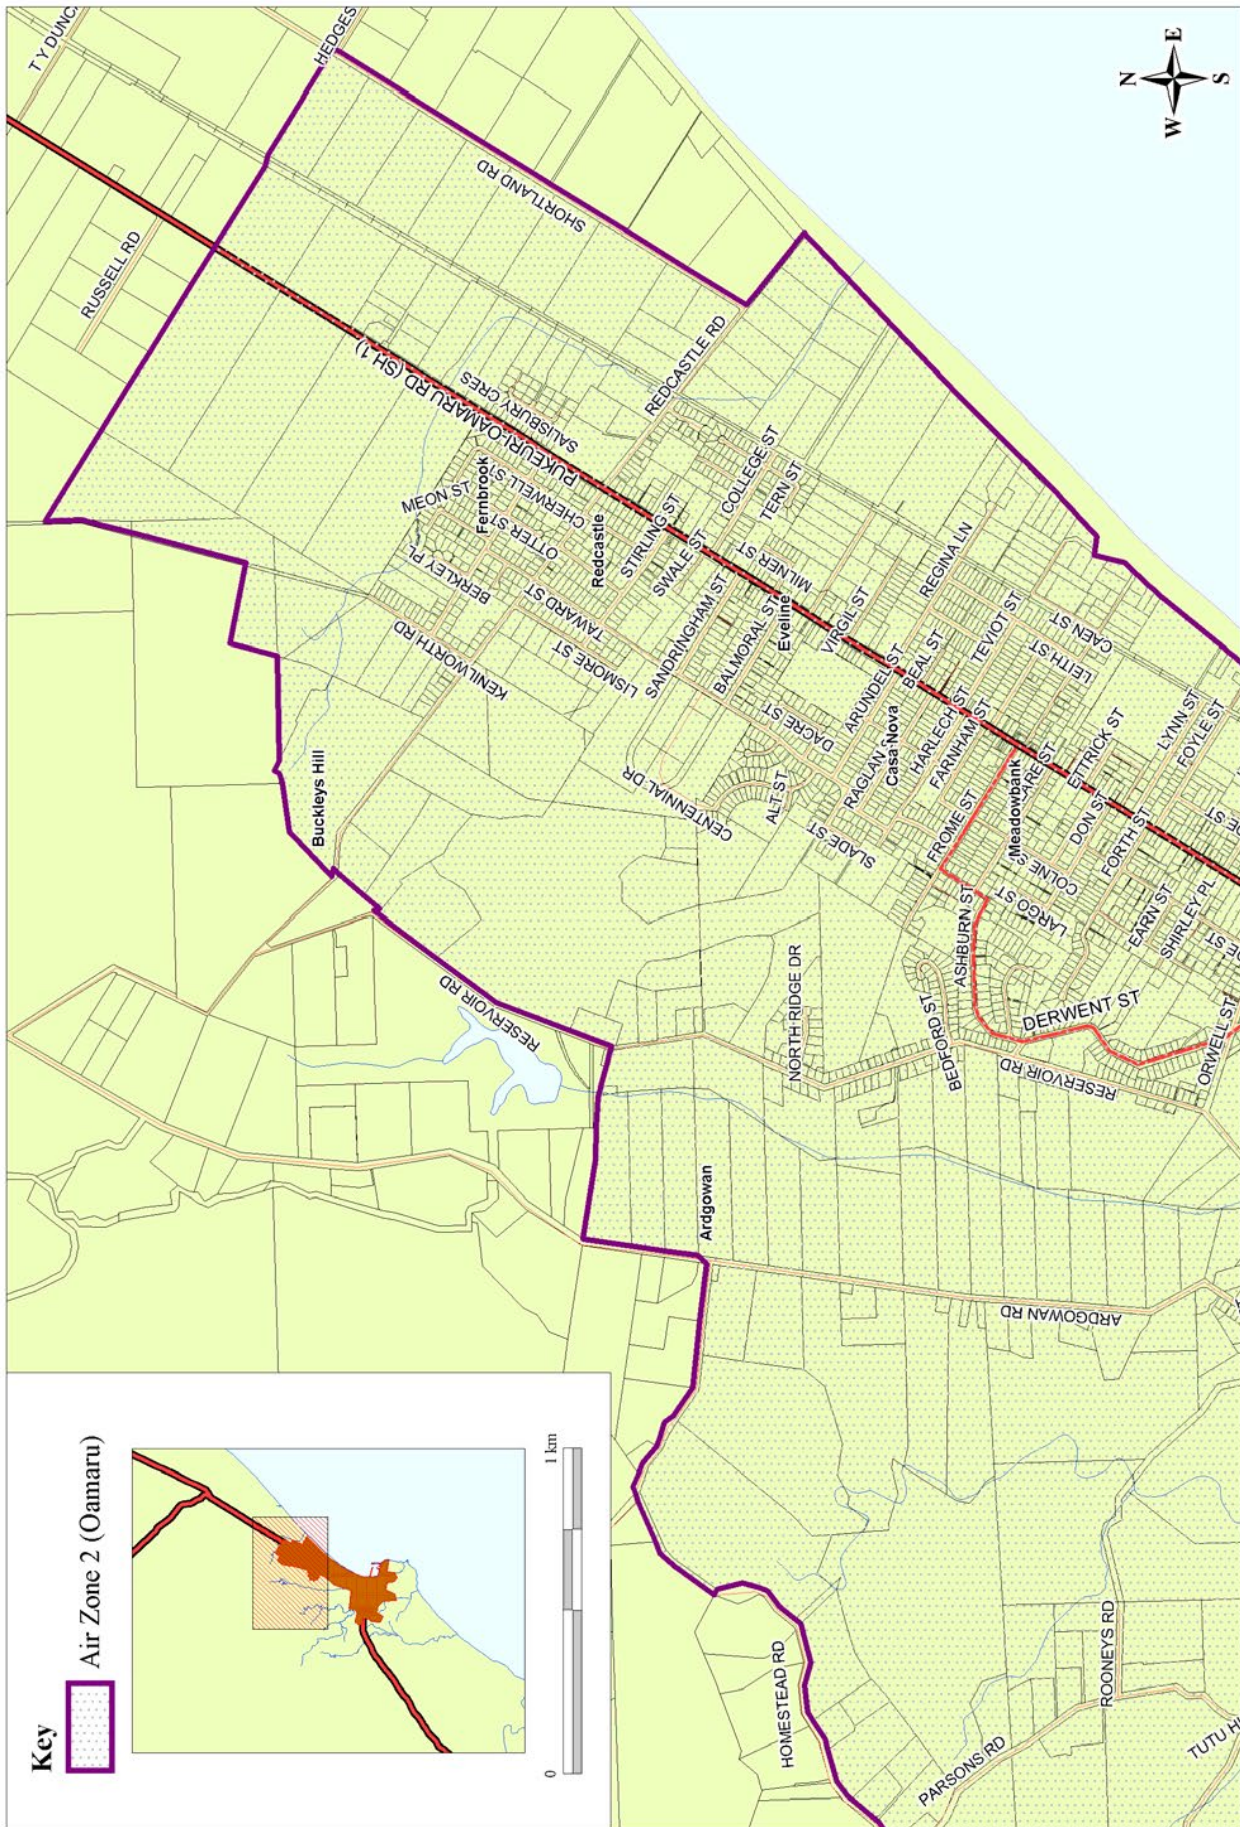 Key
Air Zone 2 (Oamaru)
0
1 km
N
E
S
W
HEDGES
RUSSELL RD
SHORTLAND RD
PUKEURI-OAMARU RD (SH 1)
SALISBURY CRES
REDCASTLE RD
MEON ST
Fernbrook
CHERWELL ST
OTTER ST
Redcastle
BERKLEY PL
TAWARD ST
STIRLING ST
SWALE ST
COLLEGE ST
TERN ST
KENILWORTH RD
LISMORE ST
SANDRINGHAM ST
BALMORAL ST
MILNER ST
Eveline
VIRGIL ST
REGINA LN
Buckleys Hill
CENTENNIAL DR
DACRE ST
ALT ST
ARUNDEL ST
BEAL ST
TEVIOT ST
CAEN ST
LEITH ST
RAGLAN
Casa Nova
HARLECH ST
FARNHAM ST
SLADE ST
FROME ST
Meadowbank
ETTRICK ST
LYNN ST
FOYLE ST
COLNE S
DON ST
FORTH ST
LARGO ST
ASHBURN ST
EARN ST
SHIRLEY PL
RESERVOIR RD
NORTH RIDGE DR
BEDFORD ST
DERWENT ST
RESERVOIR RD
ORWELL ST
Ardgowan
ARDGOWAN RD
HOMESTEAD RD
PARSONS RD
ROONEYS RD